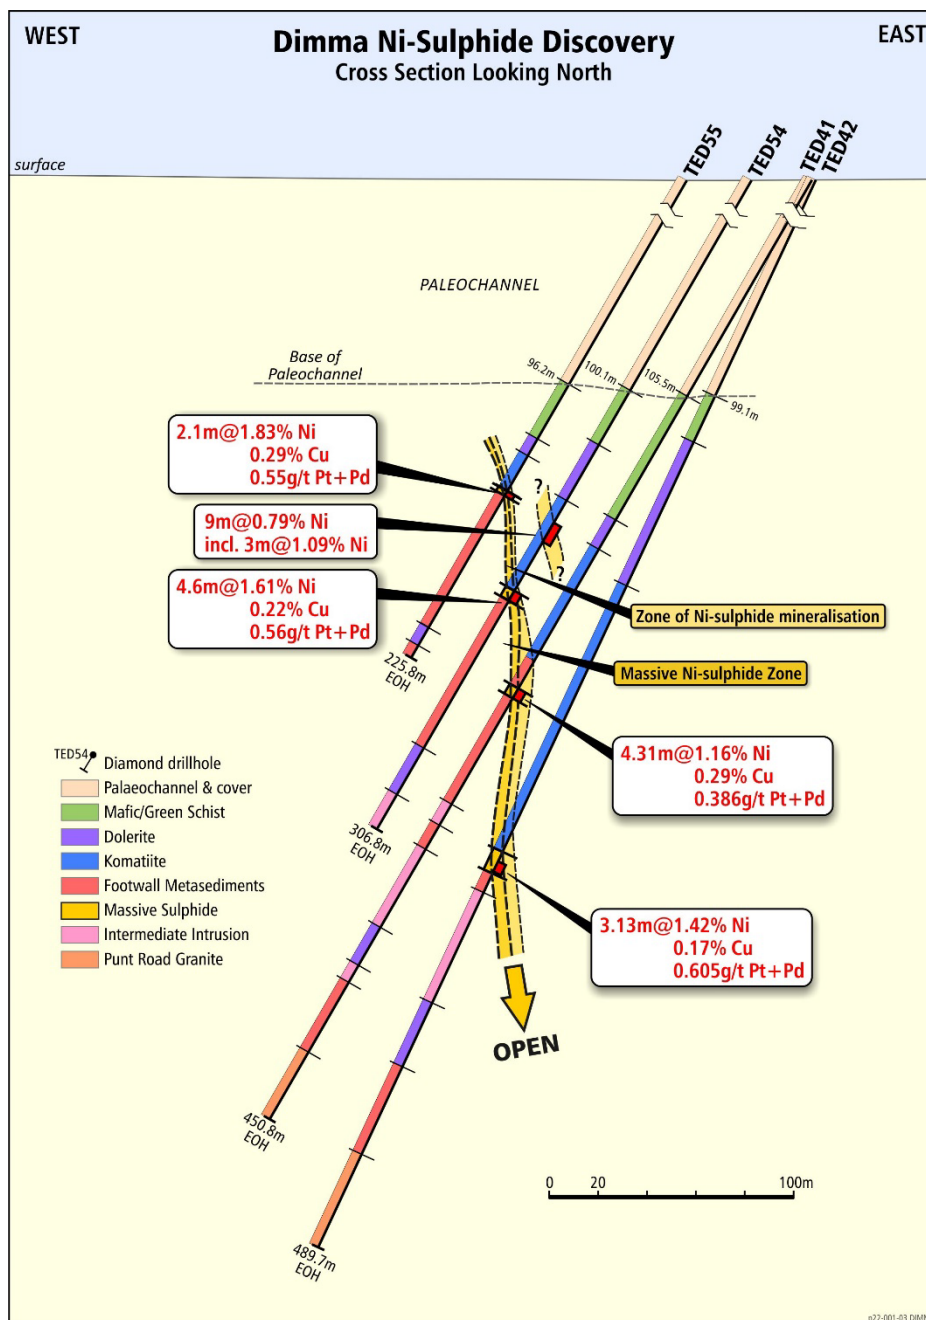 WEST
Dimma Ni-Sulphide Discovery
EAST
Cross Section Looking North
surface
TED55
TED54
TED41
TED42
PALEOCHANNEL
Base of
Paleochannel
96.2m
100.1m
105.5m
99.1m
2.1m@1.83% Ni
0.29% Cu
0.55g/t Pt+Pd
?
9m@0.79% Ni
incl. 3m@1.09% Ni
?
4.6m@1.61% Ni
0.22% Cu
0.56g/t Pt+Pd
Zone of Ni-sulphide mineralisation
Massive Ni-sulphide Zone
225.8m
EOH
4.31m@1.16% Ni
0.29% Cu
0.386g/t Pt+Pd
TED54
Diamond drillhole
Palaeochannel & cover
Mafic/Green Schist
Dolerite
Komatiite
Footwall Metasediments
Massive Sulphide
Intermediate Intrusion
Punt Road Granite
306.8m
EOH
3.13m@1.42% Ni
0.17% Cu
0.605g/t Pt+Pd
OPEN
450.8m
EOH
0 20 100m
489.7m
EOH
n22-001-03 DIMM